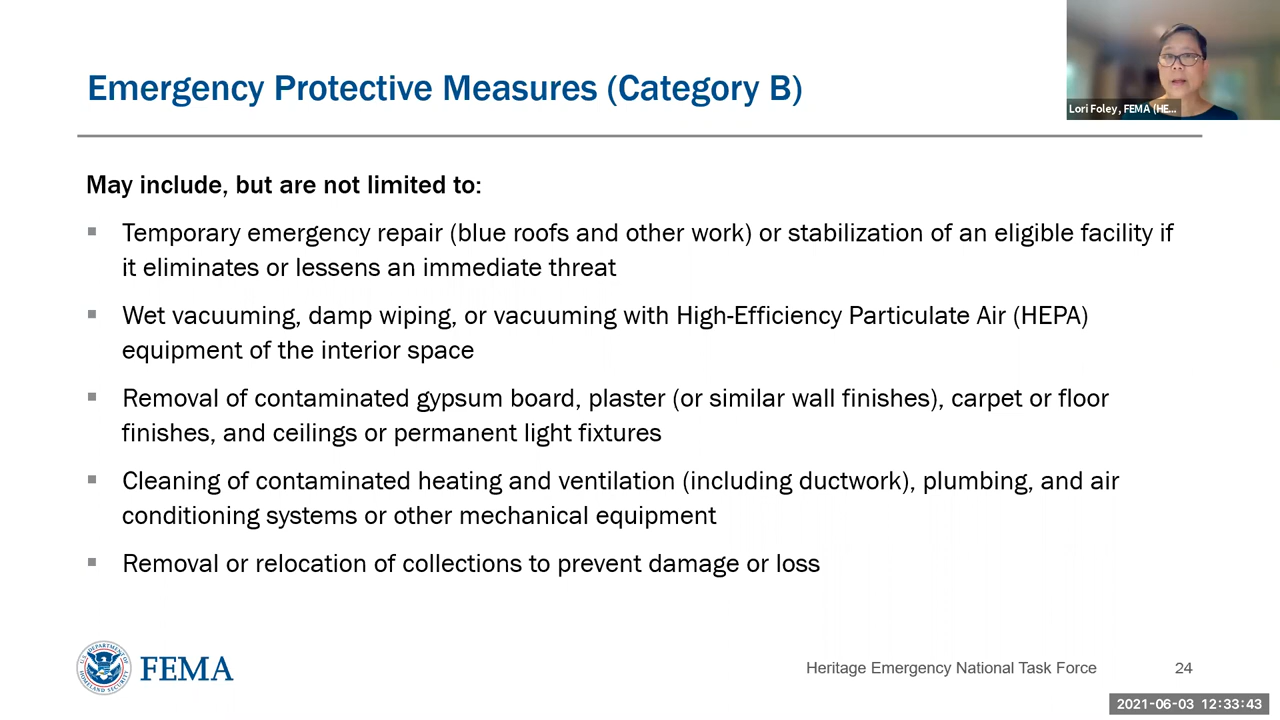 Emergency Protective Measures (Category B)
Lori Foley, FEMA (HE...
May include, but are not limited to:
▪ Temporary emergency repair (blue roofs and other work) or stabilization of an eligible facility if
it eliminates or lessens an immediate threat
▪ Wet vacuuming, damp wiping, or vacuuming with High-Efficiency Particulate Air (HEPA)
equipment of the interior space
▪ Removal of contaminated gypsum board, plaster (or similar wall finishes), carpet or floor
finishes, and ceilings or permanent light fixtures
▪ Cleaning of contaminated heating and ventilation (including ductwork), plumbing, and air
conditioning systems or other mechanical equipment
▪ Removal or relocation of collections to prevent damage or loss
U.S. DEPARTMENT OF
HOMELAND SECURITY
FEMA
Heritage Emergency National Task Force
24
2021-06-03 12:33:43